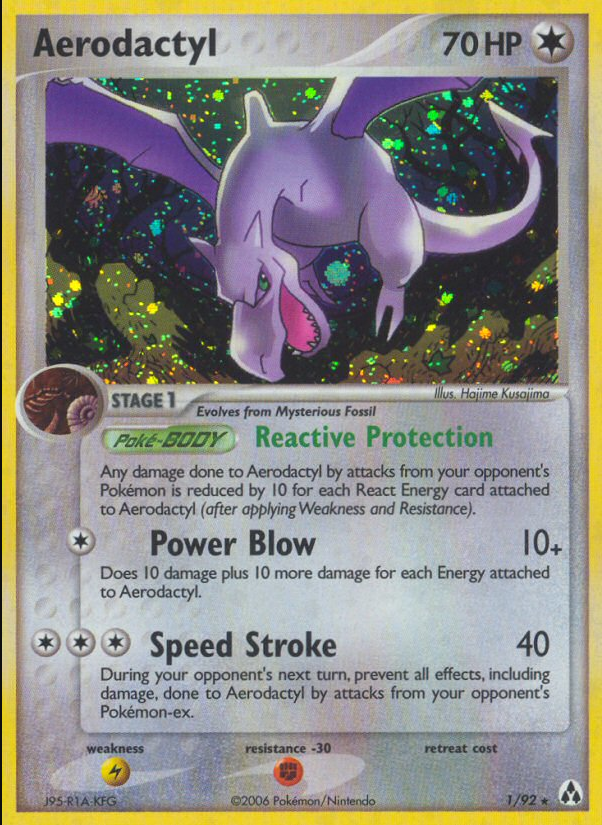 Aerodactyl 70 HP
Illus. Hajime Kusajima
STAGE 1
Evolves from Mysterious Fossil
Poké-BODY Reactive Protection
Any damage done to Aerodactyl by attacks from your opponent's
Pokémon is reduced by 10 for each React Energy card attached
to Aerodactyl (after applying Weakness and Resistance).
Power Blow 10+
Does 10 damage plus 10 more damage for each Energy attached
to Aerodactyl.
Speed Stroke 40
During your opponent's next turn, prevent all effects, including
damage, done to Aerodactyl by attacks from your opponent's
Pokémon-ex.
weakness resistance -30 retreat cost
J95-R1A-KFG ©2006 Pokémon/Nintendo 1/92 ★